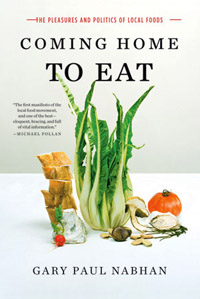 THE PLEASURES AND POLITICS OF LOCAL FOODS
COMING HOME
TO EAT
"The first manifesto of the
local food movement,
and one of the best—
eloquent, bracing, and full
of vital information."
—MICHAEL POLLAN
GARY PAUL NABHAN